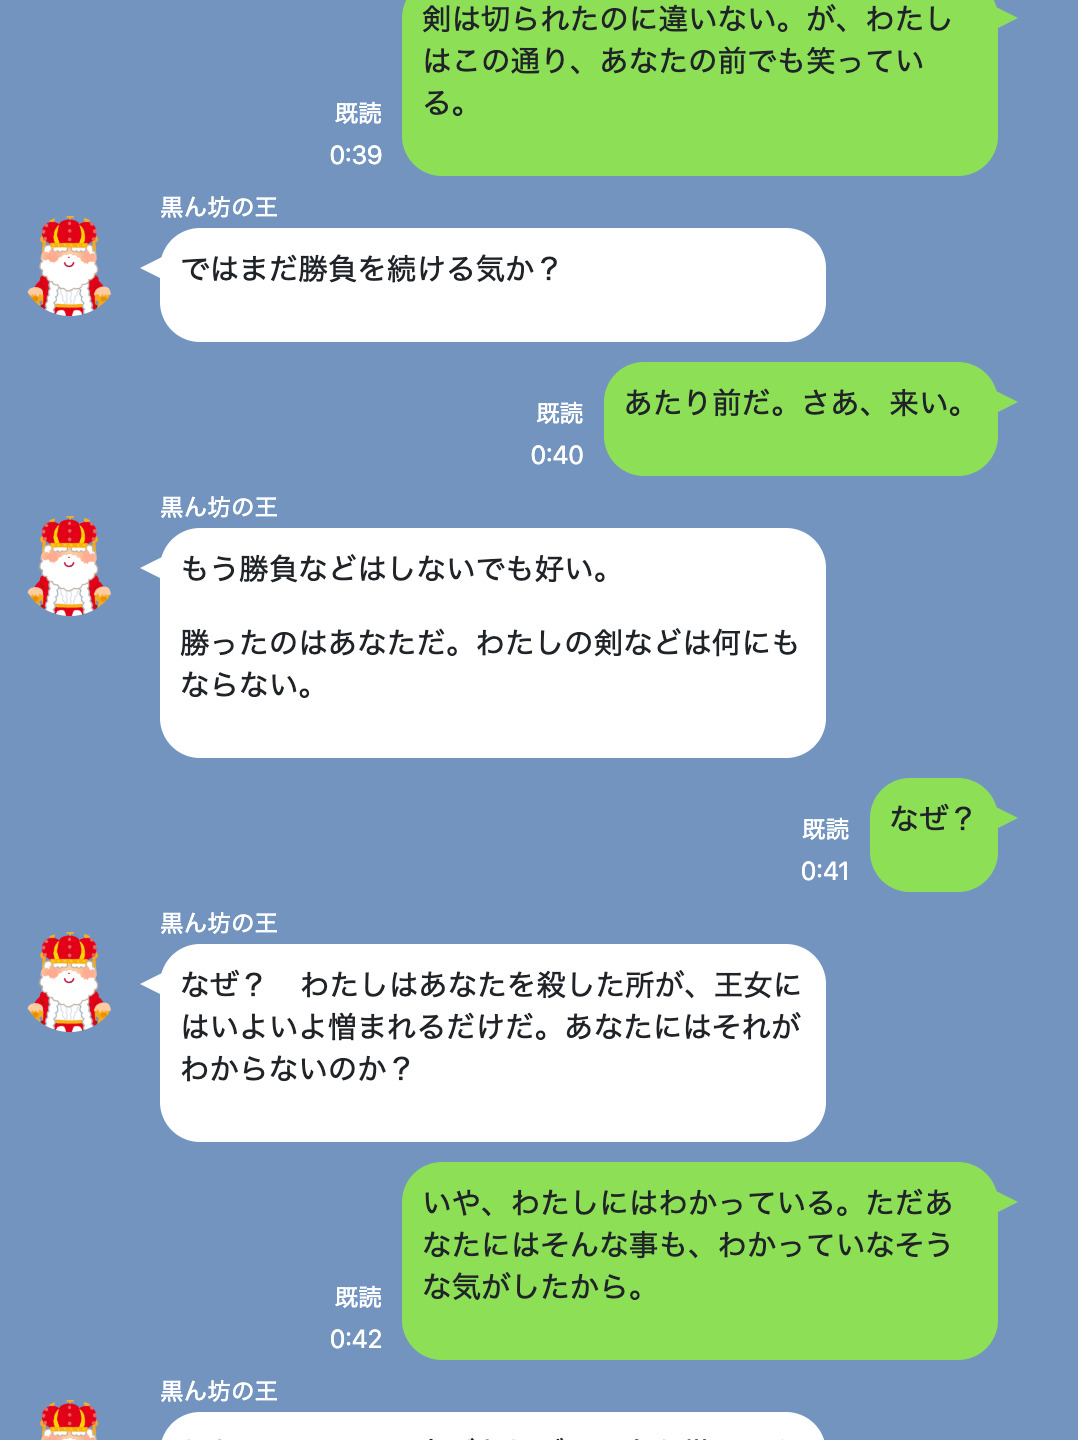 剣は切られたのに違いない。が、わたし
はこの通り、あなたの前でも笑ってい
る。
既読
0:39
黒ん坊の王
ではまだ勝負を続ける気か？
あたり前だ。さあ、来い。
既読
0:40
黒ん坊の王
もう勝負などはしないでも好い。
勝ったのはあなただ。わたしの剣などは何にも
ならない。
なぜ？
既読
0:41
黒ん坊の王
なぜ？　わたしはあなたを殺した所が、王女に
はいよいよ憎まれるだけだ。あなたにはそれが
わからないのか？
いや、わたしにはわかっている。ただあ
なたにはそんな事も、わかっていなそう
な気がしたから。
既読
0:42
黒ん坊の王